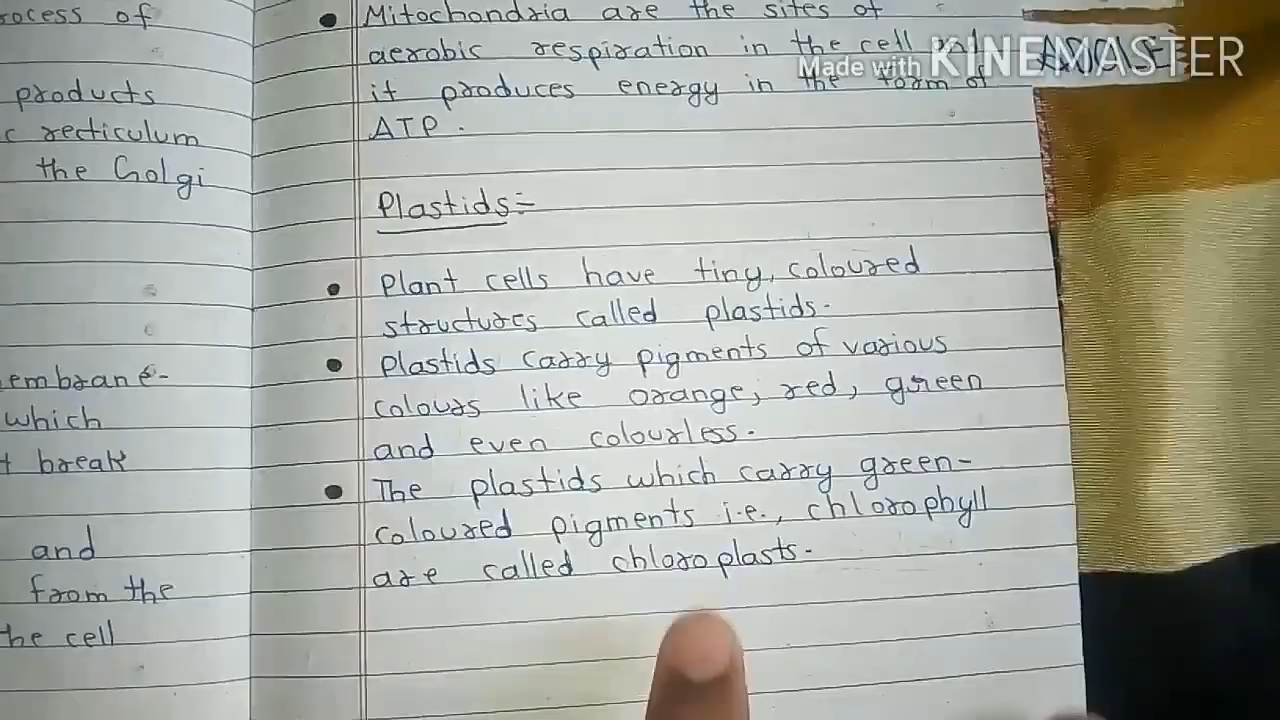 rocess of
products
c recticulum
the Golgi
embrane-
which
t break
and
from the
he cell
• Mitochondria are the sites of
aerobic respiration in the cell and
it produces energy in the form of
ATP.
Plastids=
• Plant cells have tiny, coloured
structures called plastids.
• Plastids carry pigments of various
colours like orange, red, green
and even colourless.
• The plastids which carry green-
coloured pigments i.e., chlorophyll
are called chloroplasts.
Made with KINEMASTER